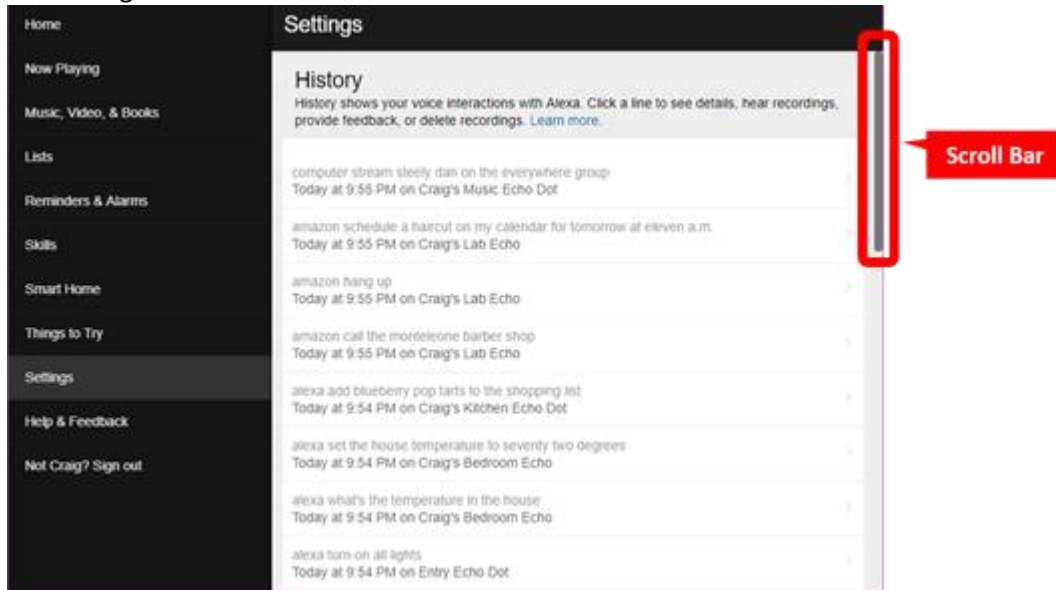 Home
Now Playing
Music, Video, & Books
Lists
Reminders & Alarms
Skills
Smart Home
Things to Try
Settings
Help & Feedback
Not Craig? Sign out
Settings
History
History shows your voice interactions with Alexa. Click a line to see details, hear recordings,
provide feedback, or delete recordings. Learn more.
computer stream steely dan on the everywhere group
Today at 9:55 PM on Craig's Music Echo Dot
amazon schedule a haircut on my calendar for tomorrow at eleven a.m.
Today at 9:55 PM on Craig's Lab Echo
amazon hang up
Today at 9:55 PM on Craig's Lab Echo
amazon call the monteleone barber shop
Today at 9:55 PM on Craig's Lab Echo
alexa add blueberry pop tarts to the shopping list
Today at 9:54 PM on Craig's Kitchen Echo Dot
alexa set the house temperature to seventy two degrees
Today at 9:54 PM on Craig's Bedroom Echo
alexa what's the temperature in the house
Today at 9:54 PM on Craig's Bedroom Echo
alexa turn on all lights
Today at 9:54 PM on Entry Echo Dot
Scroll Bar